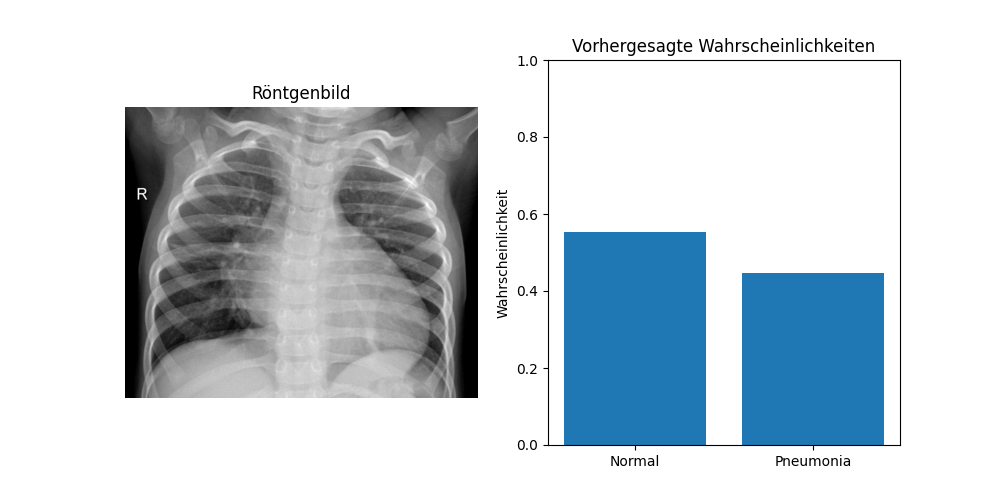 Röntgenbild
R
Vorhergesagte Wahrscheinlichkeiten
Wahrscheinlichkeit
1.0
0.8
0.6
0.4
0.2
0.0
Normal
Pneumonia